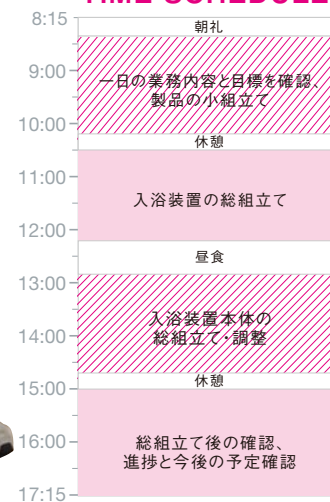 TIME SCHEDULE
8:15
朝礼
9:00
一日の業務内容と目標を確認、
製品の小組立て
10:00
休憩
11:00
入浴装置の総組立て
12:00
昼食
13:00
入浴装置本体の
総組立て・調整
14:00
15:00
休憩
16:00
総組立て後の確認、
進捗と今後の予定確認
17:15